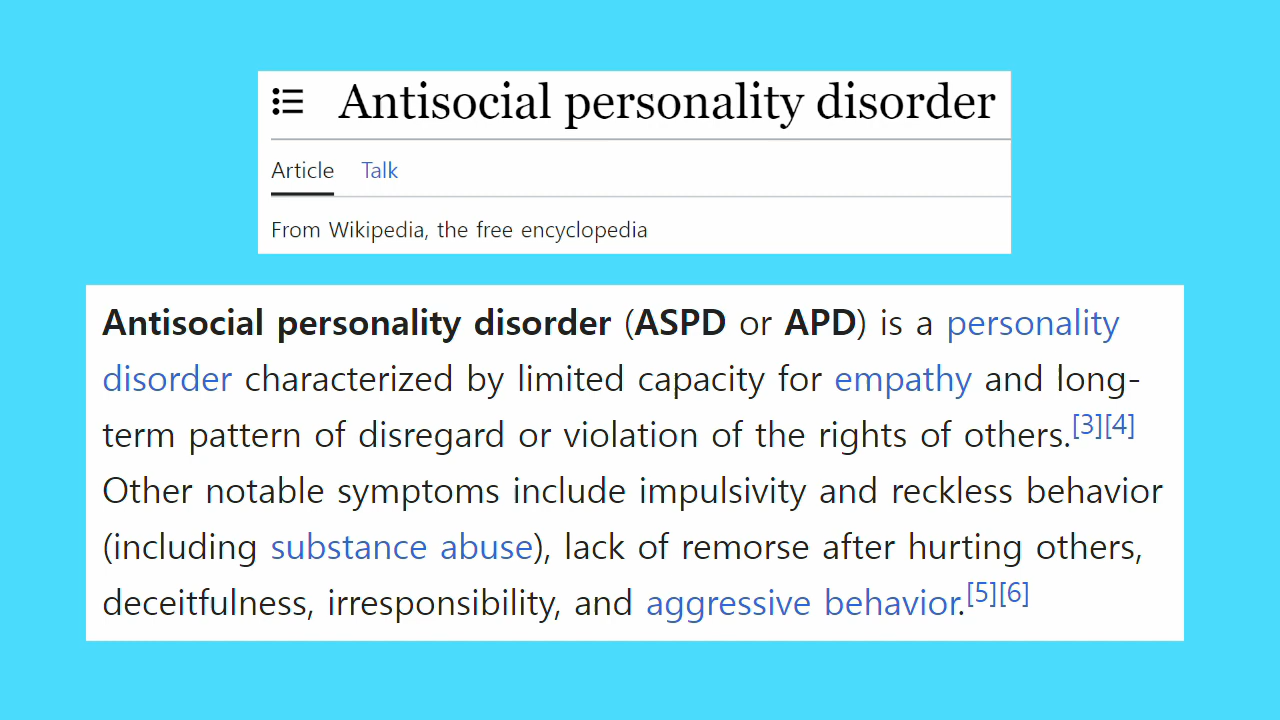 Antisocial personality disorder
Article Talk
From Wikipedia, the free encyclopedia
Antisocial personality disorder (ASPD or APD) is a personality
disorder characterized by limited capacity for empathy and long-
term pattern of disregard or violation of the rights of others.[3][4]
Other notable symptoms include impulsivity and reckless behavior
(including substance abuse), lack of remorse after hurting others,
deceitfulness, irresponsibility, and aggressive behavior.[5][6]